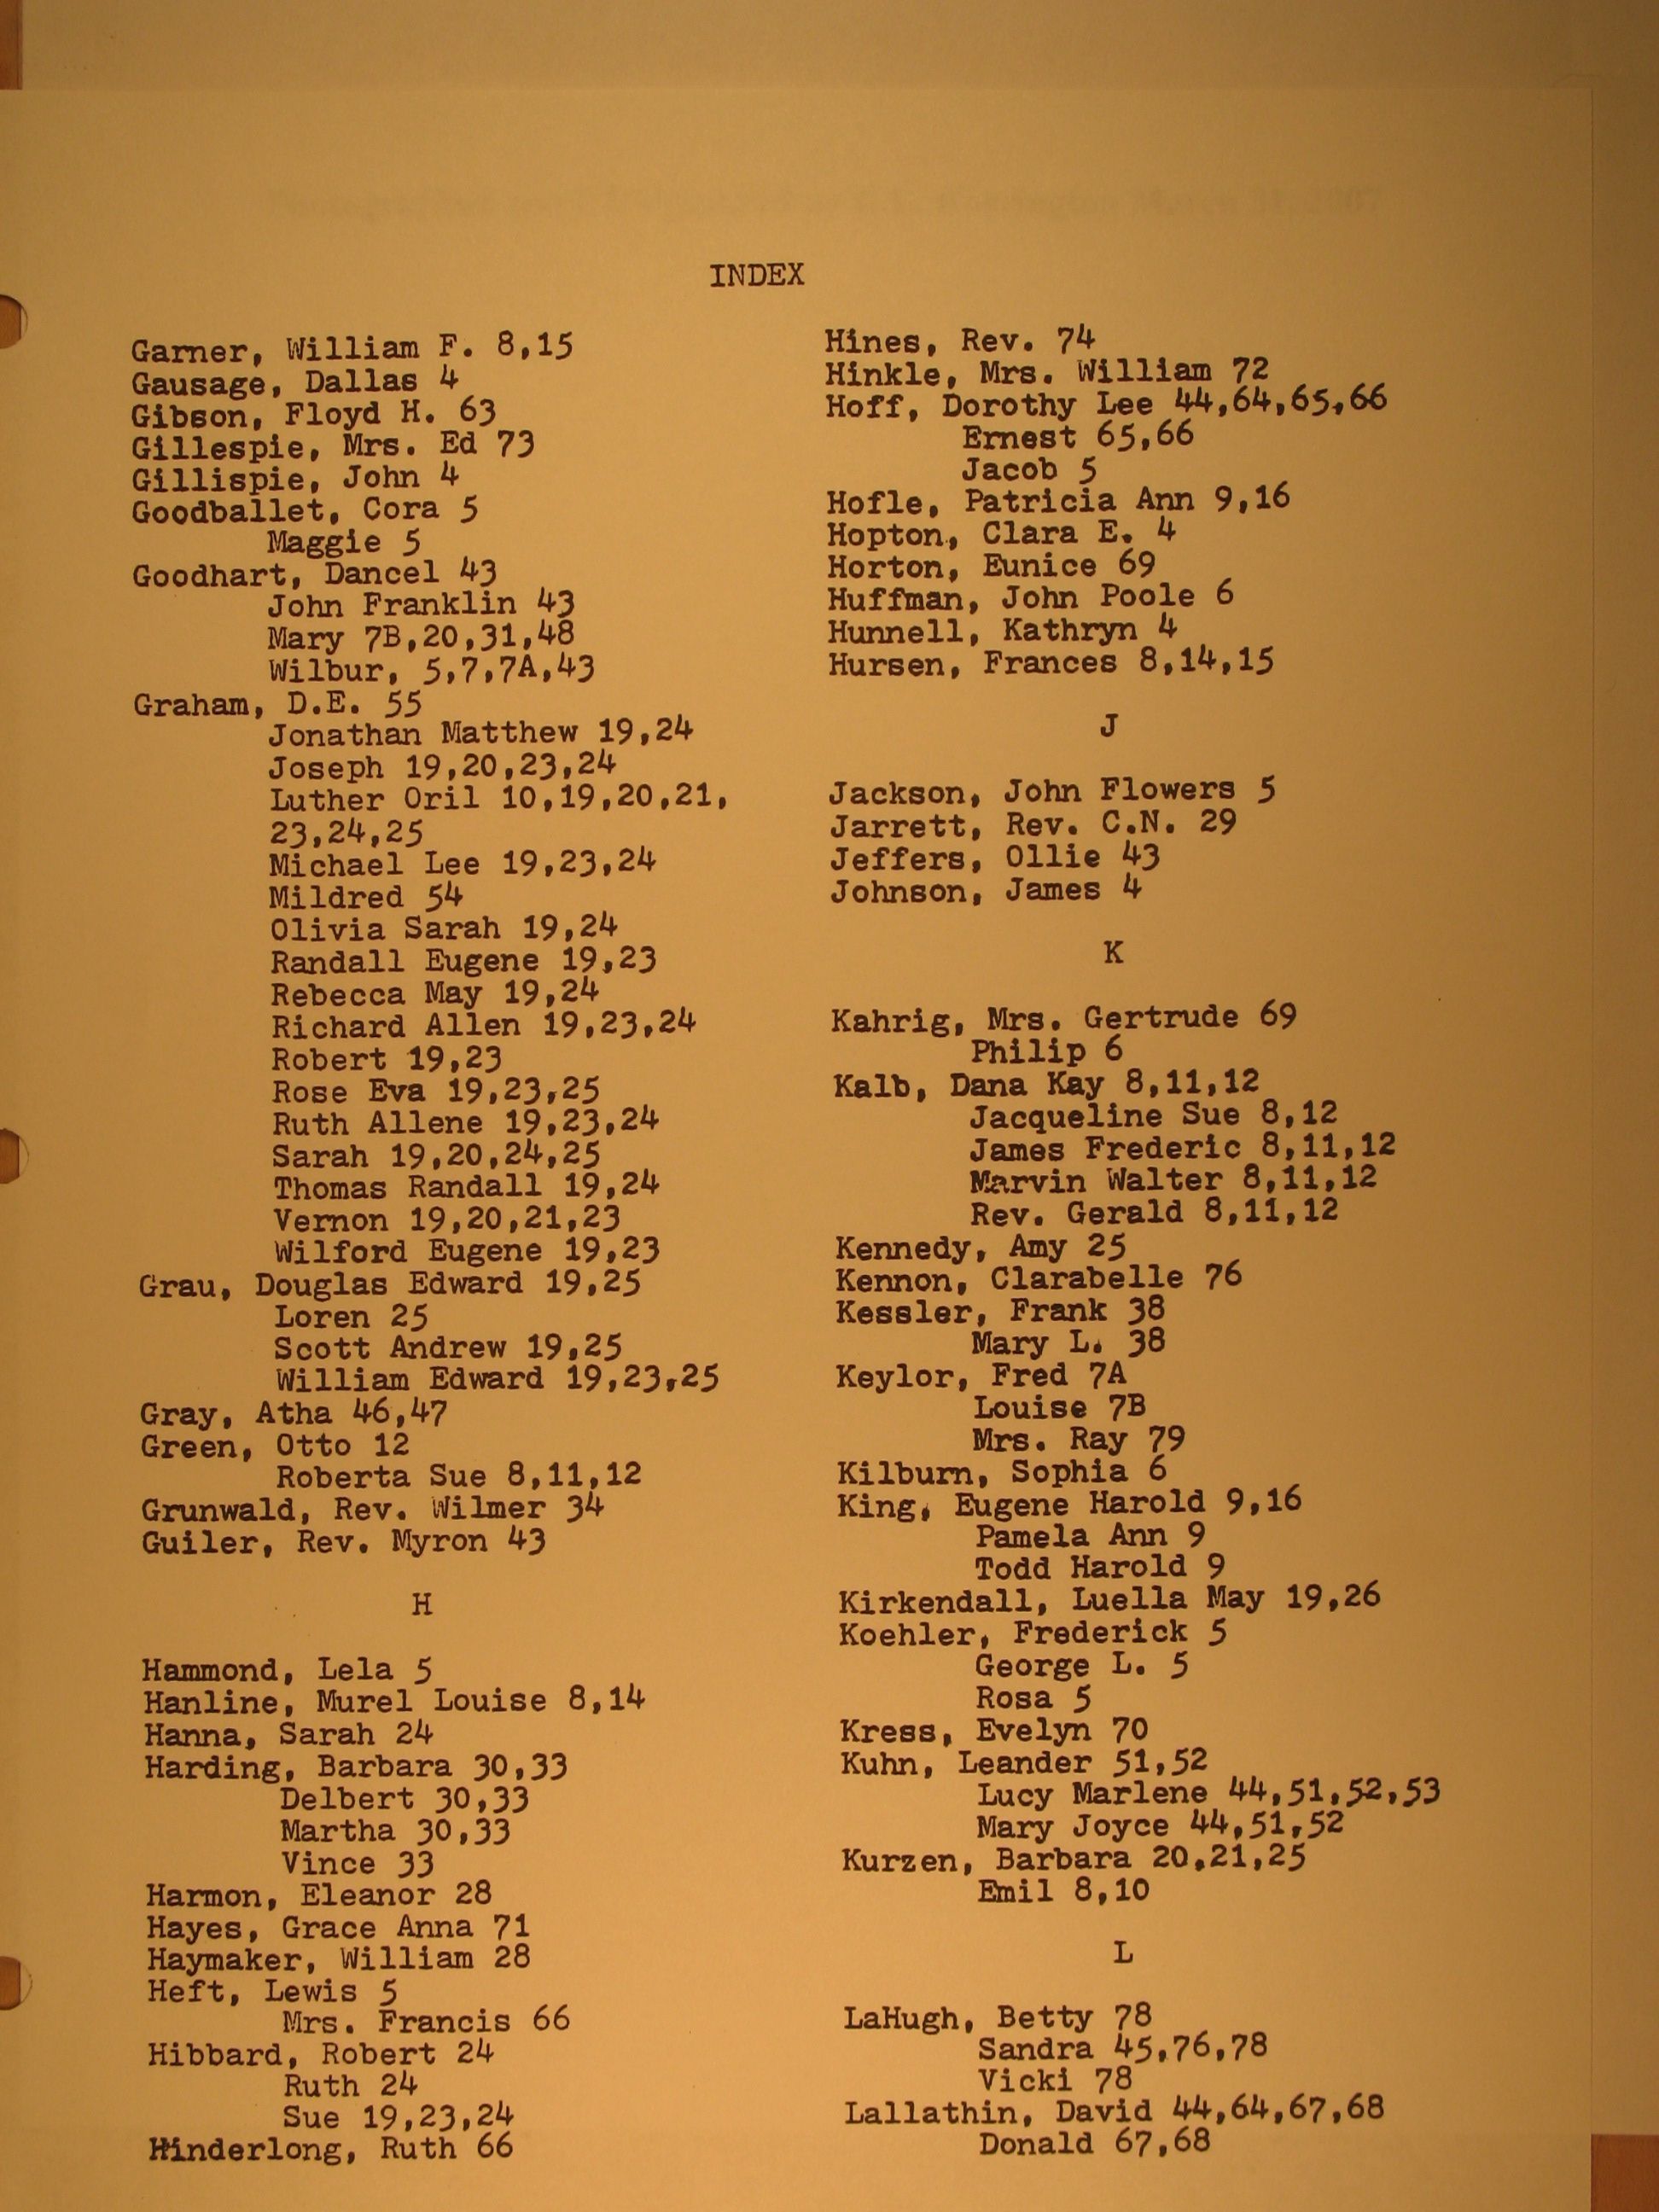 INDEX
Garner, William F. 8,15
Gausage, Dallas 4
Gibson, Floyd H. 63
Gillespie, Mrs. Ed 73
Gillispie, John 4
Goodballet, Cora 5
Maggie 5
Goodhart, Dancel 43
John Franklin 43
Mary 7B,20,31,48
Wilbur, 5,7,7A,43
Graham, D.E. 55
Jonathan Matthew 19,24
Joseph 19,20,23,24
Luther Oril 10,19,20,21,
23,24,25
Michael Lee 19,23,24
Mildred 54
Olivia Sarah 19,24
Randall Eugene 19,23
Rebecca May 19,24
Richard Allen 19,23,24
Robert 19,23
Rose Eva 19,23,25
Ruth Allene 19,23,24
Sarah 19,20,24,25
Thomas Randall 19,24
Vernon 19,20,21,23
Wilford Eugene 19,23
Grau, Douglas Edward 19,25
Loren 25
Scott Andrew 19,25
William Edward 19,23,25
Gray, Atha 46,47
Green, Otto 12
Roberta Sue 8,11,12
Grunwald, Rev. Wilmer 34
Guiler, Rev. Myron 43
H
Hammond, Lela 5
Hanline, Murel Louise 8,14
Hanna, Sarah 24
Harding, Barbara 30,33
Delbert 30,33
Martha 30,33
Vince 33
Harmon, Eleanor 28
Hayes, Grace Anna 71
Haymaker, William 28
Heft, Lewis 5
Mrs. Francis 66
Hibbard, Robert 24
Ruth 24
Sue 19,23,24
Hinderlong, Ruth 66
Hines, Rev. 74
Hinkle, Mrs. William 72
Hoff, Dorothy Lee 44,64,65,66
Ernest 65,66
Jacob 5
Hofle, Patricia Ann 9,16
Hopton, Clara E. 4
Horton, Eunice 69
Huffman, John Poole 6
Hunnell, Kathryn 4
Hursen, Frances 8,14,15
J
Jackson, John Flowers 5
Jarrett, Rev. C.N. 29
Jeffers, Ollie 43
Johnson, James 4
K
Kahrig, Mrs. Gertrude 69
Philip 6
Kalb, Dana Kay 8,11,12
Jacqueline Sue 8,12
James Frederic 8,11,12
Marvin Walter 8,11,12
Rev. Gerald 8,11,12
Kennedy, Amy 25
Kennon, Clarabelle 76
Kessler, Frank 38
Mary L. 38
Keylor, Fred 7A
Louise 7B
Mrs. Ray 79
Kilburn, Sophia 6
King, Eugene Harold 9,16
Pamela Ann 9
Todd Harold 9
Kirkendall, Luella May 19,26
Koehler, Frederick 5
George L. 5
Rosa 5
Kress, Evelyn 70
Kuhn, Leander 51,52
Lucy Marlene 44,51,52,53
Mary Joyce 44,51,52
Kurzen, Barbara 20,21,25
Emil 8,10
L
LaHugh, Betty 78
Sandra 45,76,78
Vicki 78
Lallathin, David 44,64,67,68
Donald 67,68